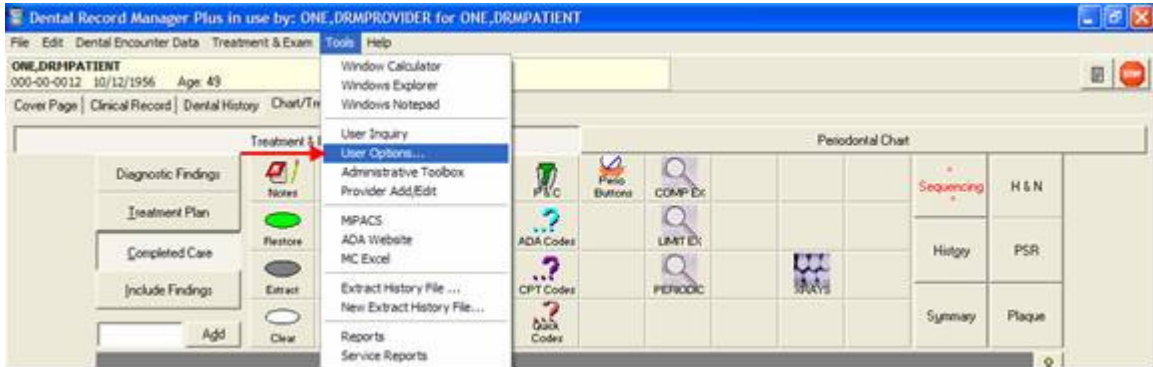 Dental Record Manager Plus in use by: ONE,DRMPROVIDER for ONE,DRMPATIENT
File Edit Dental Encounter Data Treatment & Exam Tools Help
ONE,DRMPATIENT
000-00-0012 10/12/1956 Age: 49
STOP
Cover Page Clinical Record Dental History Chart/Tre
Window Calculator
Windows Explorer
Windows Notepad
User Inquiry
User Options...
Administrative Toolbox
Provider Add/Edit
MiPACS
ADA Website
MC Excel
Extract History File ...
New Extract History File...
Reports
Service Reports
Treatment &
Periodontal Chart
Diagnostic Findings
Treatment Plan
Completed Care
Include Findings
Add
Notes
Restore
Extract
Clear
P&C
ADA Codes
CPT Codes
Quick Codes
Perio Buttons
COMP EX
LIMIT EX
PERIODIC
XRAYS
Sequencing
H & N
History
PSR
Summary
Plaque